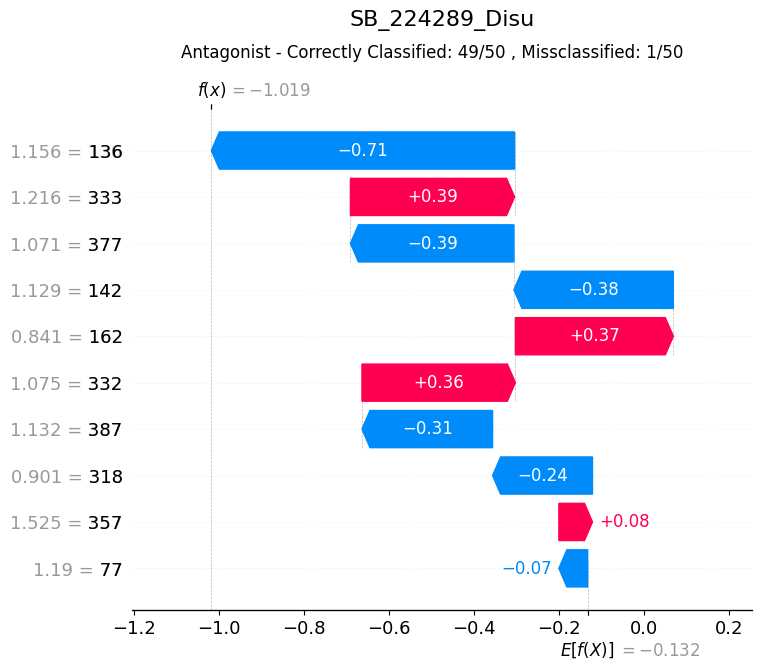 SB_224289_Disu
Antagonist - Correctly Classified: 49/50 , Missclassified: 1/50
f(x) = −1.019
1.156 = 136
−0.71
1.216 = 333
+0.39
1.071 = 377
−0.39
1.129 = 142
−0.38
0.841 = 162
+0.37
1.075 = 332
+0.36
1.132 = 387
−0.31
0.901 = 318
−0.24
1.525 = 357
+0.08
1.19 = 77
−0.07
−1.2 −1.0 −0.8 −0.6 −0.4 −0.2 0.0 0.2
E[f(X)] = −0.132